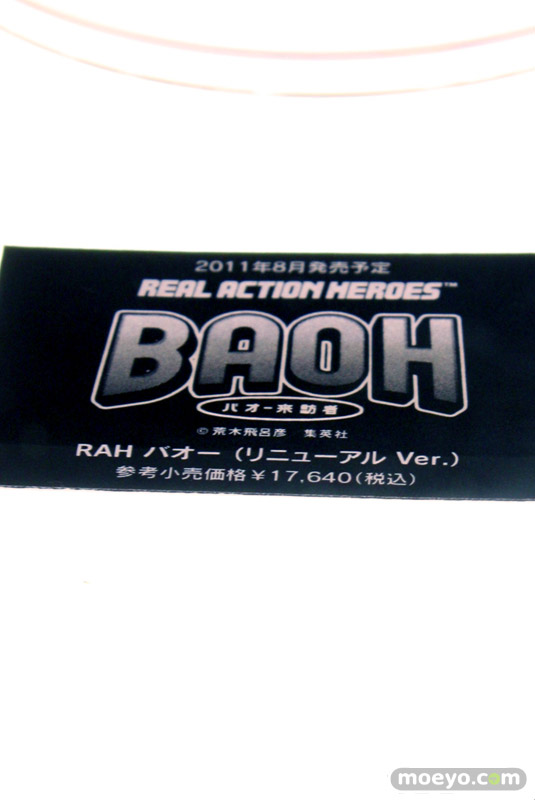 2011年8月発売予定
REAL ACTION HEROES™
BAOH
バオー来訪者
©荒木飛呂彦 集英社
RAH バオー (リニューアル Ver.)
参考小売価格￥17,640(税込)
moeyo.com